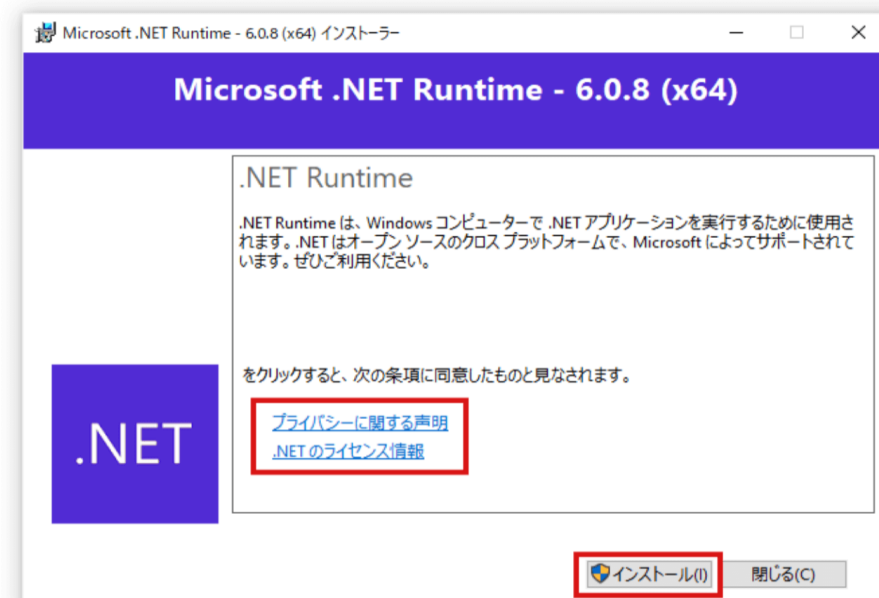 Microsoft .NET Runtime - 6.0.8 (x64) インストーラー
Microsoft .NET Runtime - 6.0.8 (x64)
.NET Runtime
.NET Runtime は、Windows コンピューターで .NET アプリケーションを実行するために使用さ
れます。.NET はオープン ソースのクロス プラットフォームで、Microsoft によってサポートされて
います。ぜひご利用ください。
をクリックすると、次の条項に同意したものと見なされます。
プライバシーに関する声明
.NET のライセンス情報
.NET
インストール(I)
閉じる(C)